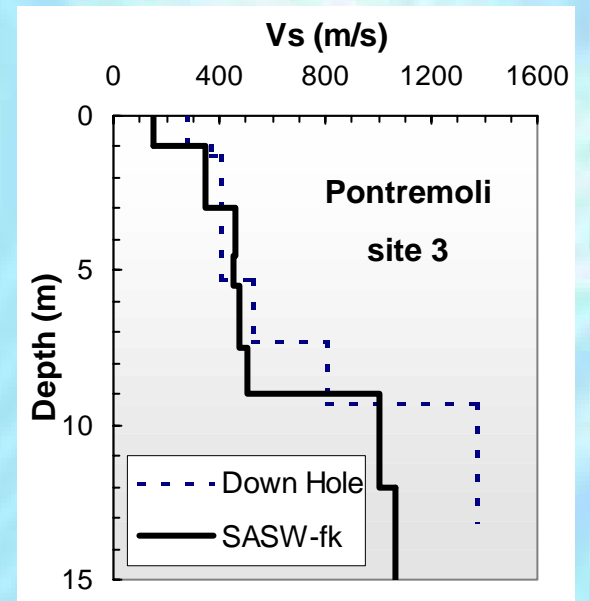 Vs (m/s)
0 400 800 1200 1600
0
5
10
15
Depth (m)
Pontremoli
site 3
Down Hole
SASW-fk